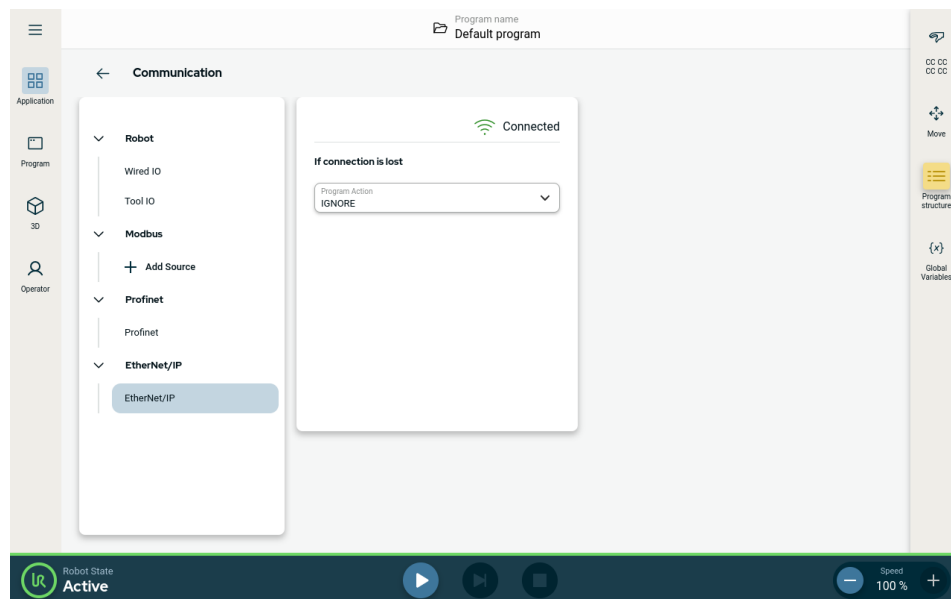 Program name
Default program
Communication
Application
Program
3D
Operator
Robot
Wired IO
Tool IO
Modbus
Add Source
Profinet
Profinet
EtherNet/IP
EtherNet/IP
Connected
If connection is lost
Program Action
IGNORE
CC CC
CC CC
Move
Program
structure
{x}
Global
Variables
UR
Robot State
Active
Speed
100 %